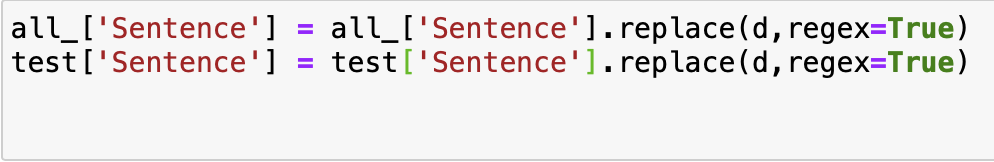 all_['Sentence'] = all_['Sentence'].replace(d,regex=True)
test['Sentence'] = test['Sentence'].replace(d,regex=True)